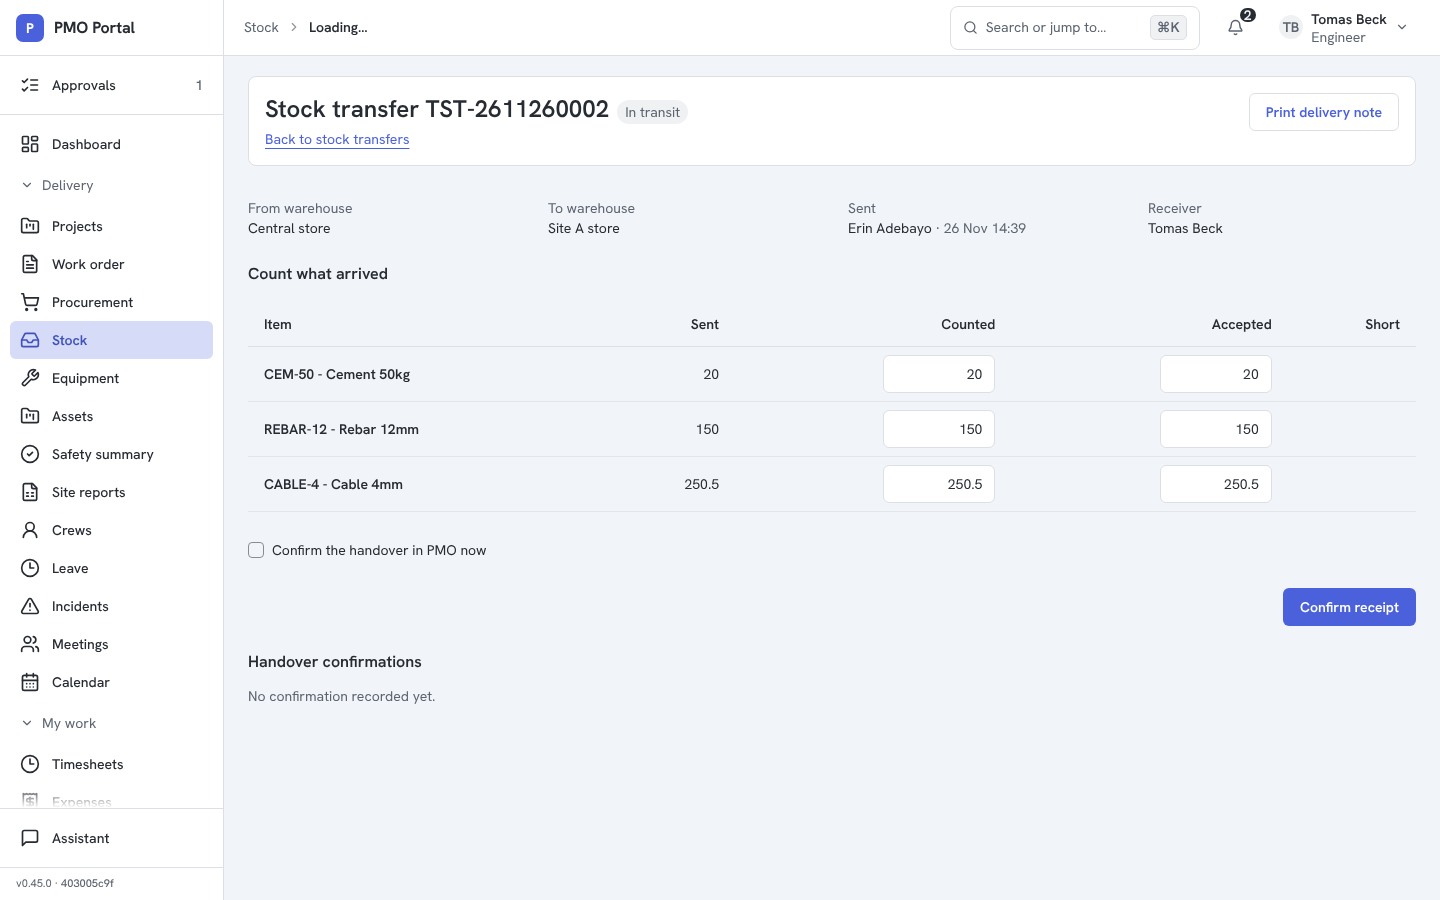 P PMO Portal
Stock > Loading...
Search or jump to... ⌘K
2
TB
Tomas Beck
Engineer
Approvals 1
Dashboard
Delivery
Projects
Work order
Procurement
Stock
Equipment
Assets
Safety summary
Site reports
Crews
Leave
Incidents
Meetings
Calendar
My work
Timesheets
Expenses
Assistant
v0.45.0 · 403005c9f
Stock transfer TST-2611260002 In transit
Back to stock transfers
Print delivery note
From warehouse To warehouse Sent Receiver
Central store Site A store Erin Adebayo · 26 Nov 14:39 Tomas Beck
Count what arrived
Item Sent Counted Accepted Short
CEM-50 - Cement 50kg 20 20 20
REBAR-12 - Rebar 12mm 150 150 150
CABLE-4 - Cable 4mm 250.5 250.5 250.5
Confirm the handover in PMO now
Confirm receipt
Handover confirmations
No confirmation recorded yet.